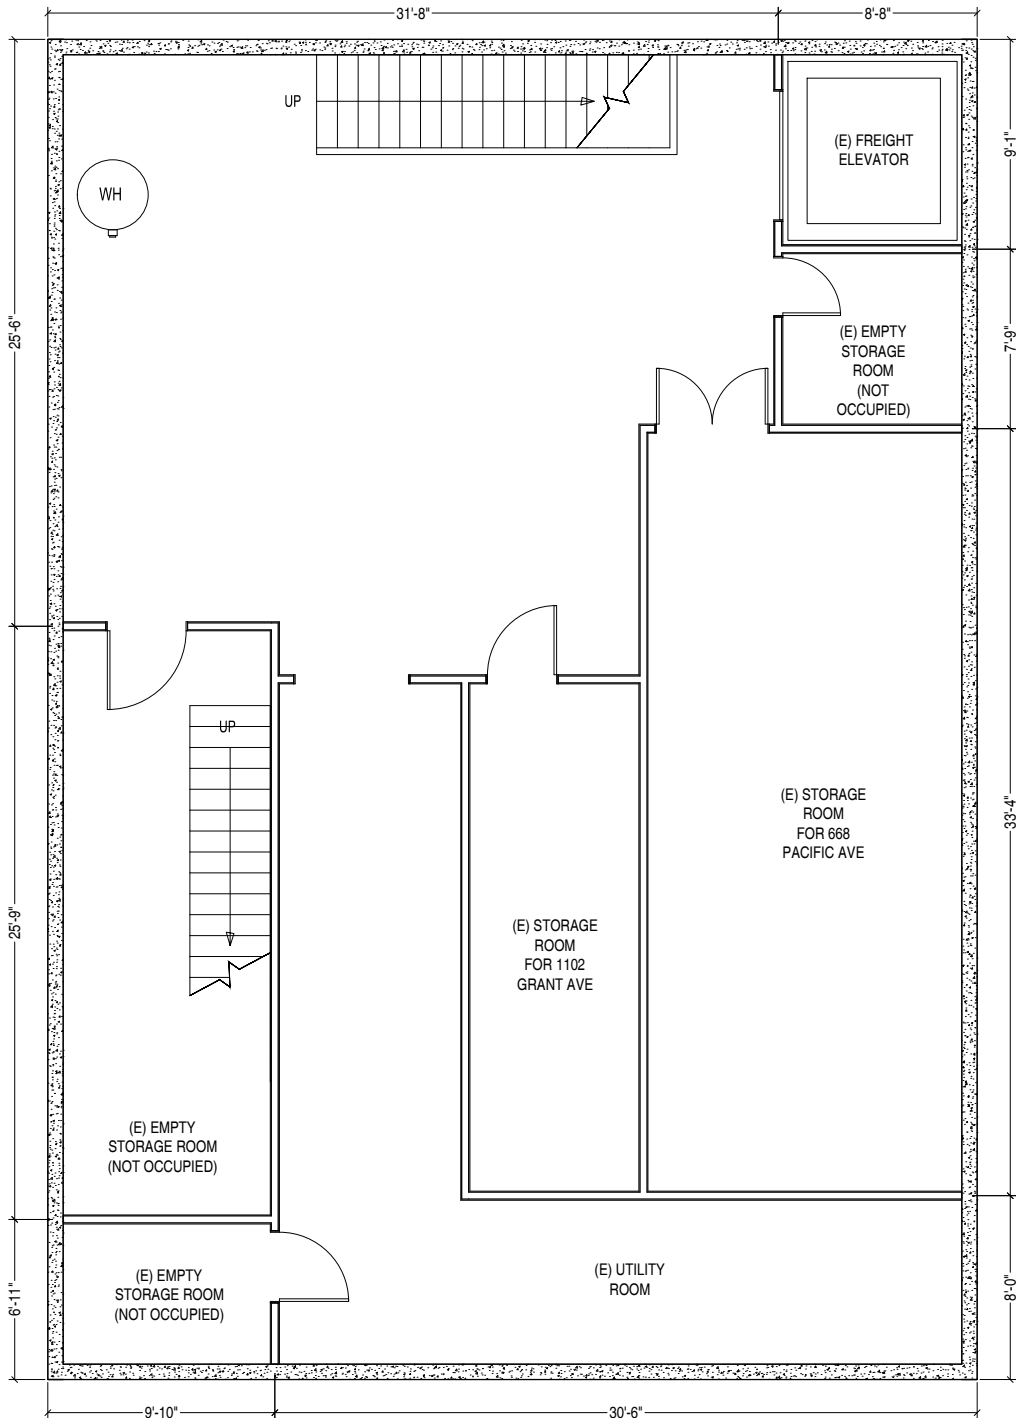 31'-8"
8'-8"
UP
(E) FREIGHT
ELEVATOR
9'-1"
WH
25'-6"
7'-9"
(E) EMPTY
STORAGE
ROOM
(NOT
OCCUPIED)
UP
(E) STORAGE
ROOM
FOR 668
PACIFIC AVE
33'-4"
25'-9"
(E) STORAGE
ROOM
FOR 1102
GRANT AVE
(E) EMPTY
STORAGE ROOM
(NOT OCCUPIED)
(E) EMPTY
STORAGE ROOM
(NOT OCCUPIED)
(E) UTILITY
ROOM
6'-11"
8'-0"
9'-10"
30'-6"